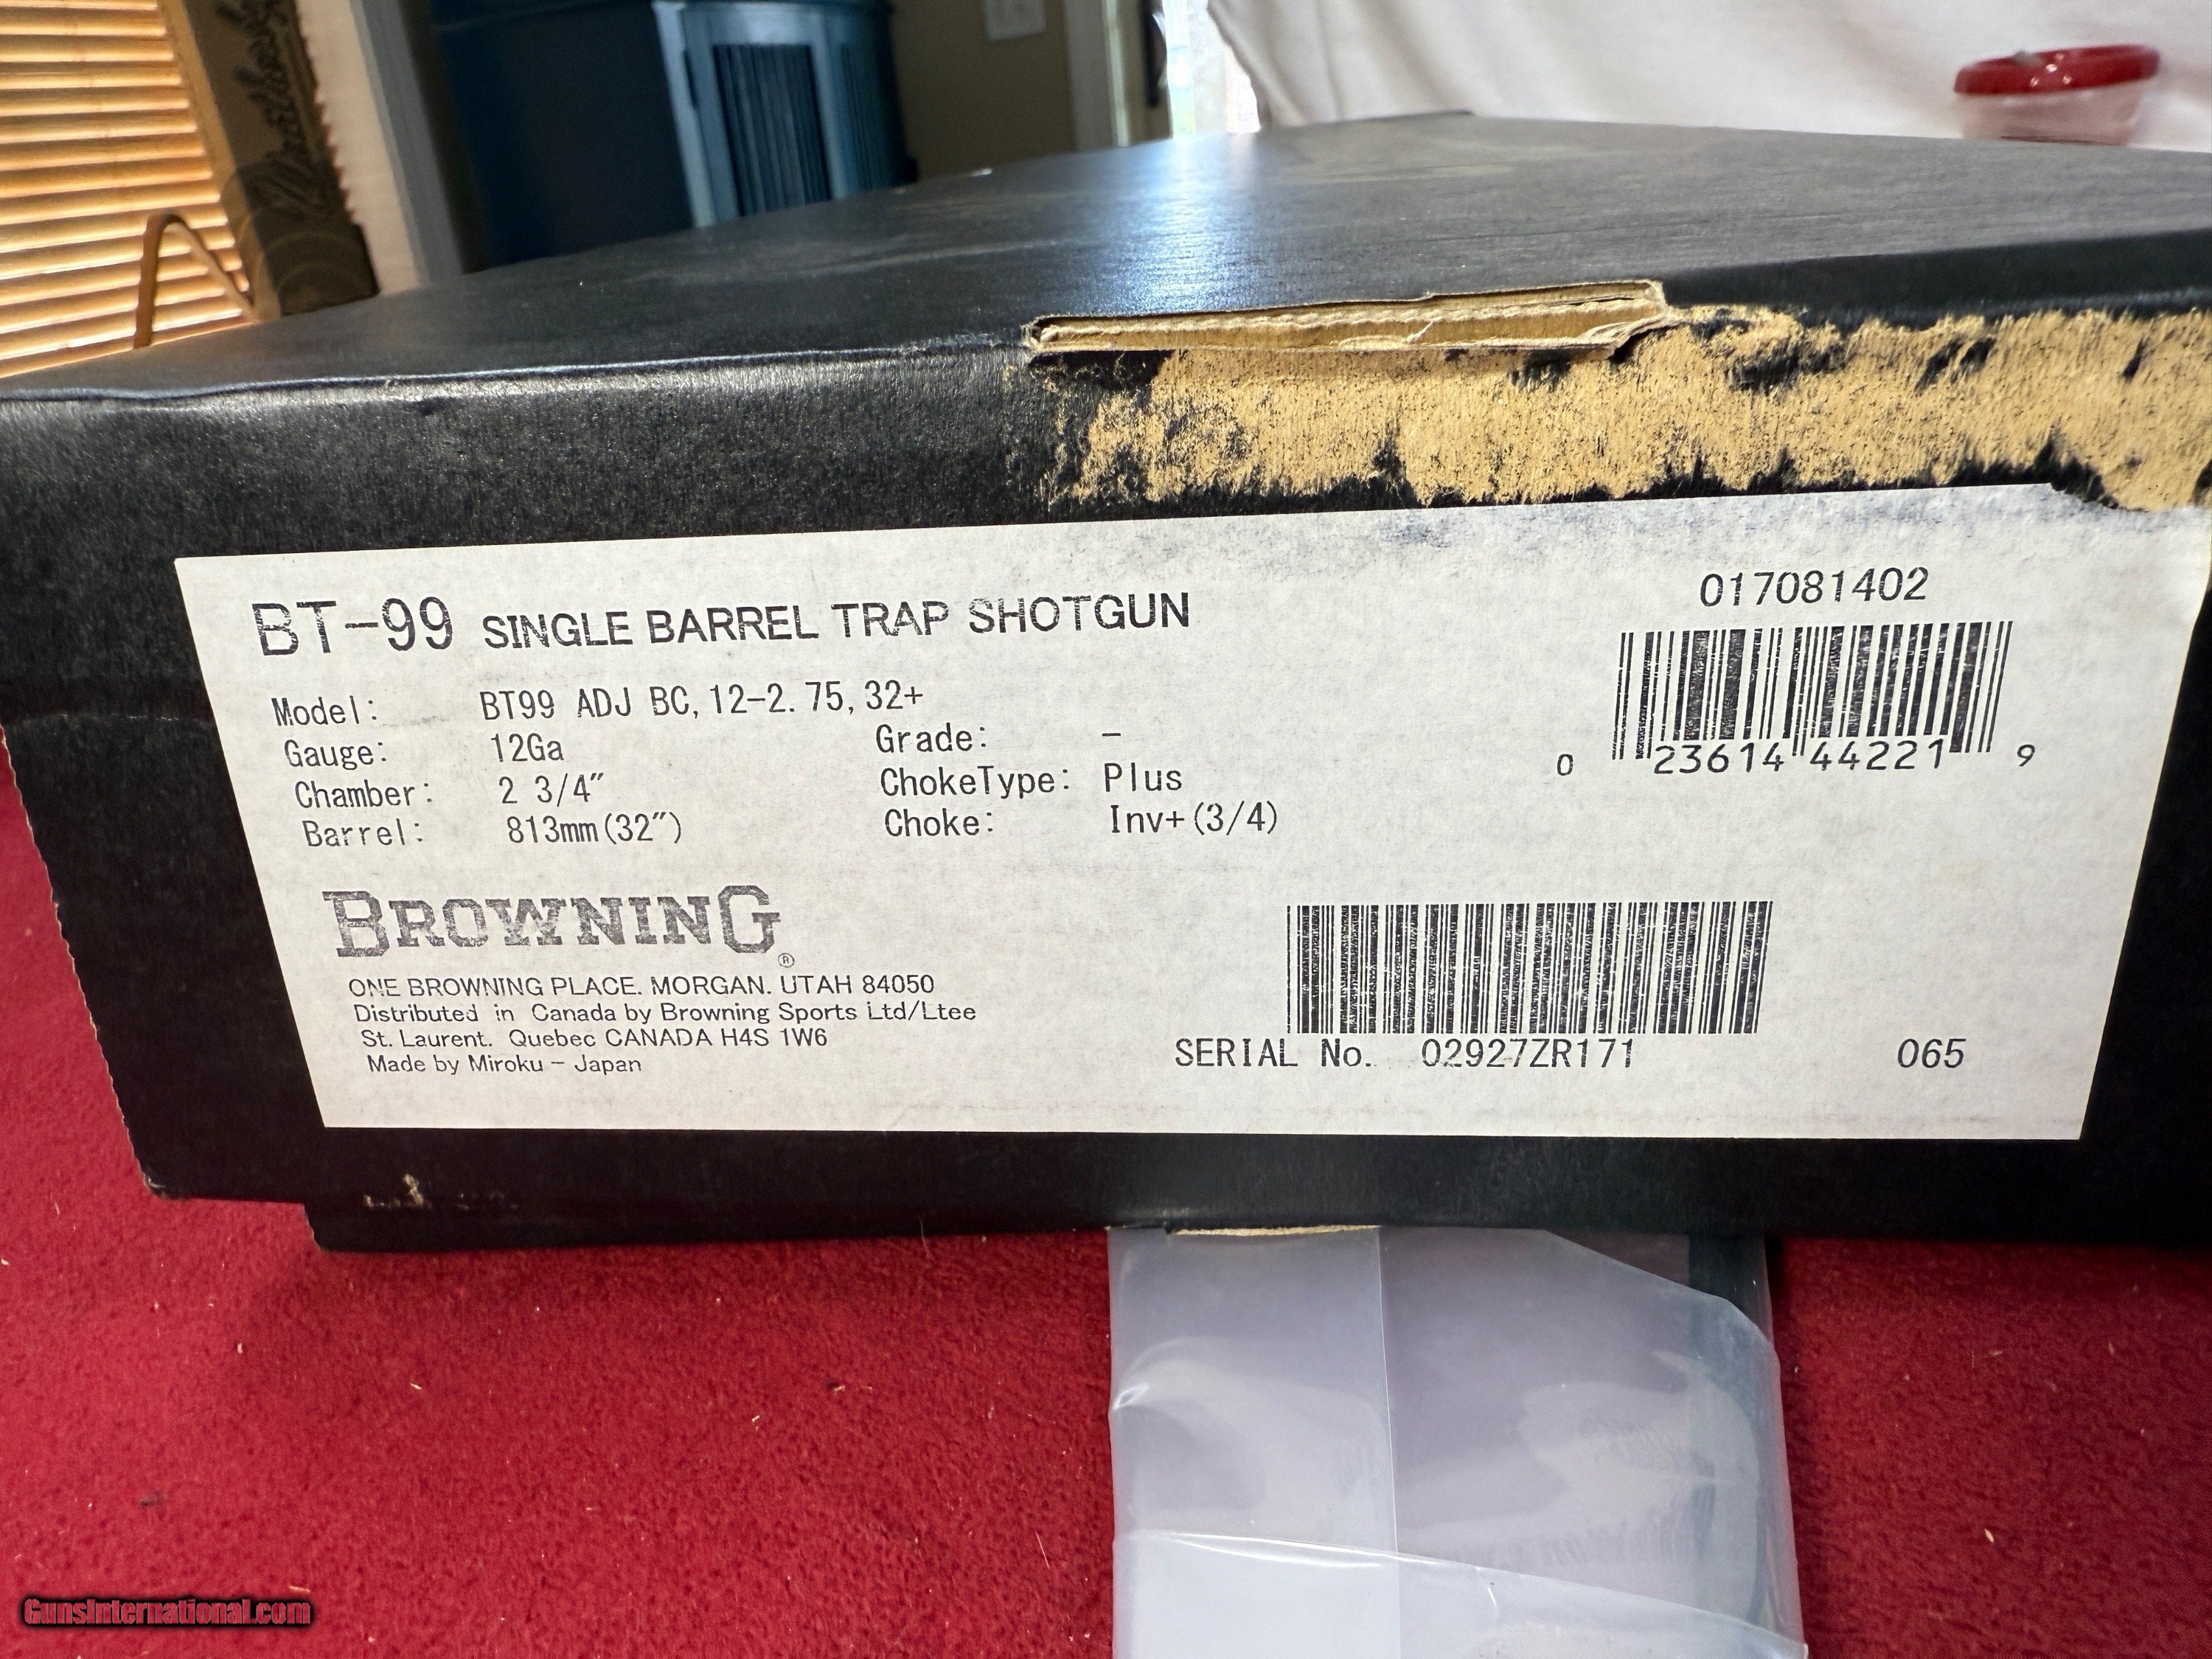 BT-99 SINGLE BARREL TRAP SHOTGUN
017081402
Model: BT99 ADJ BC, 12-2.75, 32+
Gauge: 12Ga
Grade: -
Chamber: 2 3/4"
ChokeType: Plus
Barrel: 813mm(32")
Choke: Inv+(3/4)
0 23614 44221 9
BROWNING®
ONE BROWNING PLACE. MORGAN. UTAH 84050
Distributed in Canada by Browning Sports Ltd/Ltee
St. Laurent. Quebec CANADA H4S 1W6
Made by Miroku - Japan
SERIAL No. 02927ZR171
065
GunsInternational.com